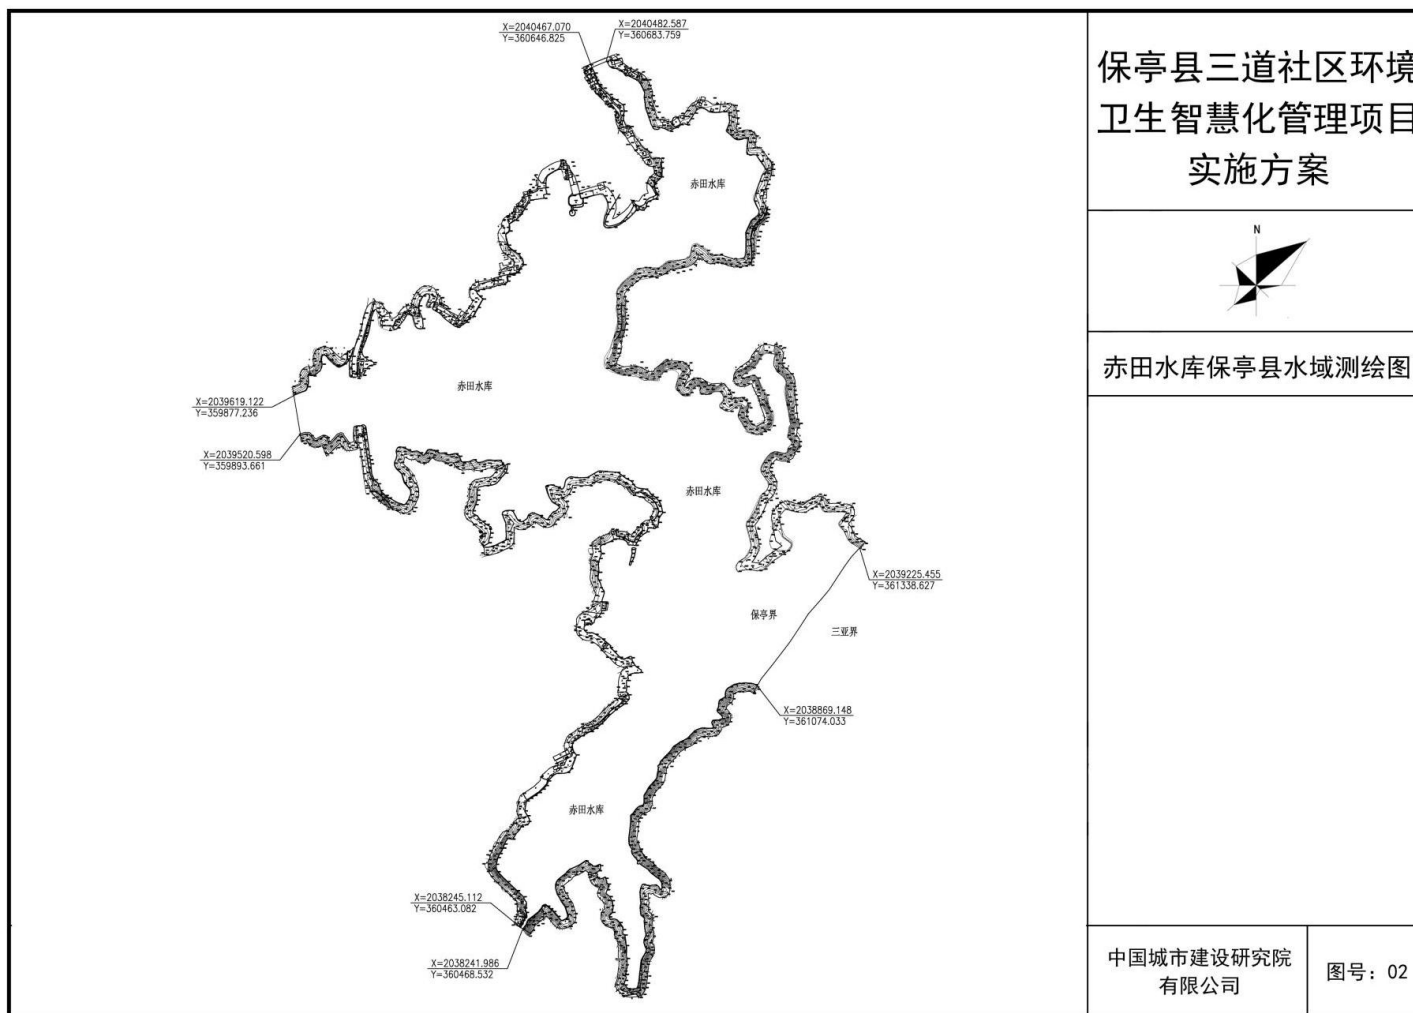 X=2040467.070
Y=360646.825
X=2040482.587
Y=360683.759
赤田水库
赤田水库
X=2039619.122
Y=359877.236
X=2039520.598
Y=359893.661
赤田水库
X=2039225.455
Y=361338.627
保亭界
三亚界
X=2038869.148
Y=361074.033
赤田水库
X=2038245.112
Y=360463.082
X=2038241.986
Y=360468.532
保亭县三道社区环境
卫生智慧化管理项目
实施方案
N
赤田水库保亭县水域测绘图
中国城市建设研究院
有限公司
图号：02